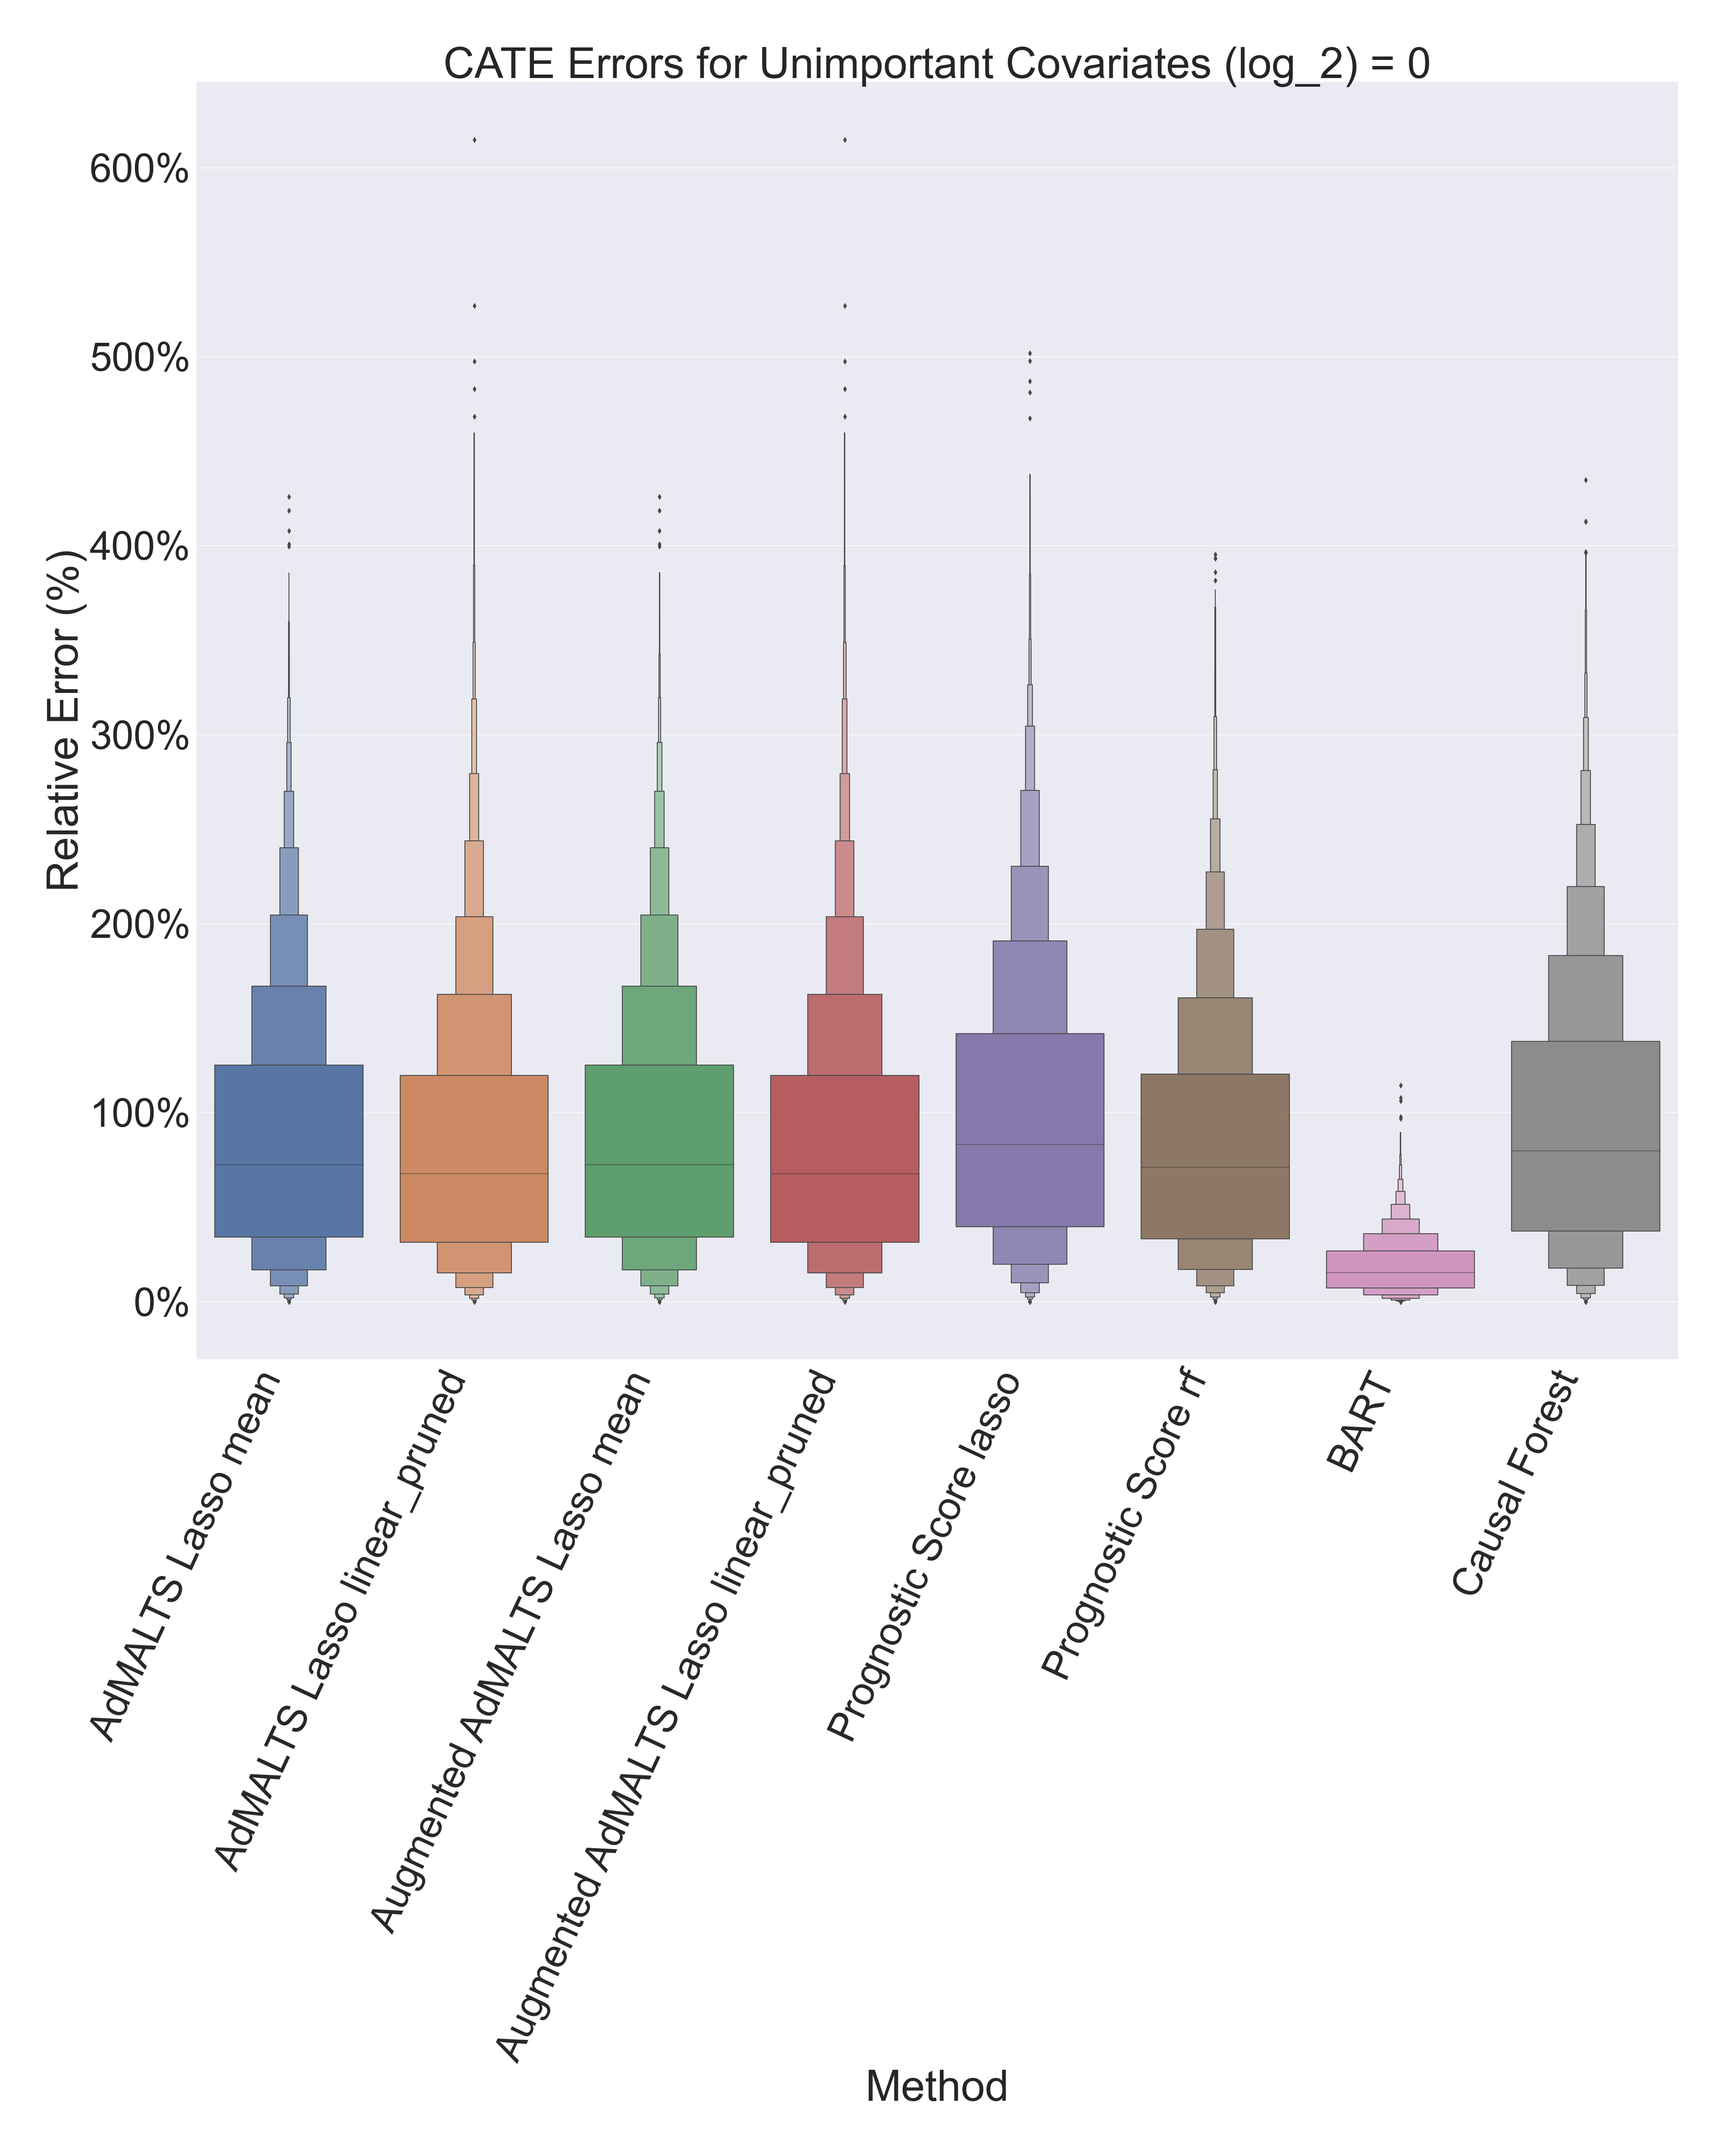 CATE Errors for Unimportant Covariates (log_2) = 0
600%
500%
400%
300%
200%
100%
0%
Relative Error (%)
AdMALTS Lasso mean
AdMALTS Lasso linear_pruned
Augmented AdMALTS Lasso mean
Augmented AdMALTS Lasso linear_pruned
Prognostic Score lasso
Prognostic Score rf
BART
Causal Forest
Method